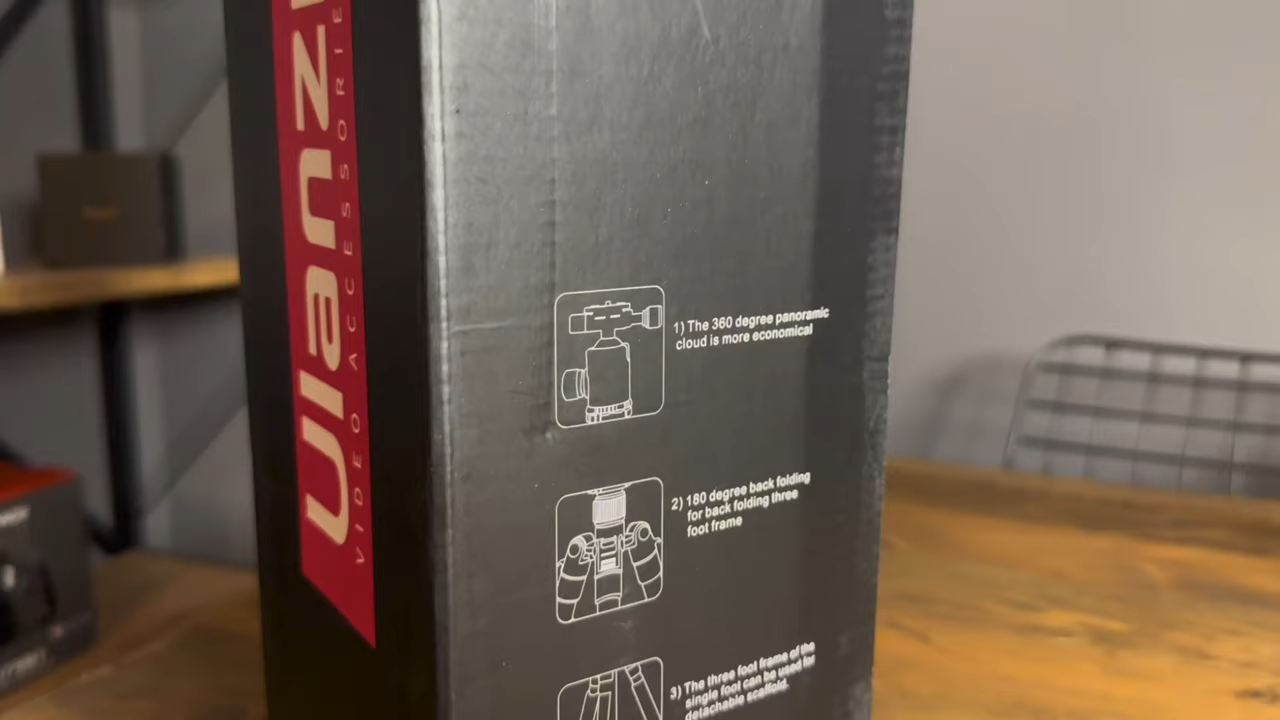 Ulanzi
VIDEO ACCESSORIE
1) The 360 degree panoramic
cloud is more economical
2) 180 degree back folding
for back folding three
foot frame
3) The three foot frame of the
single foot can be used for
detachable scaffold.